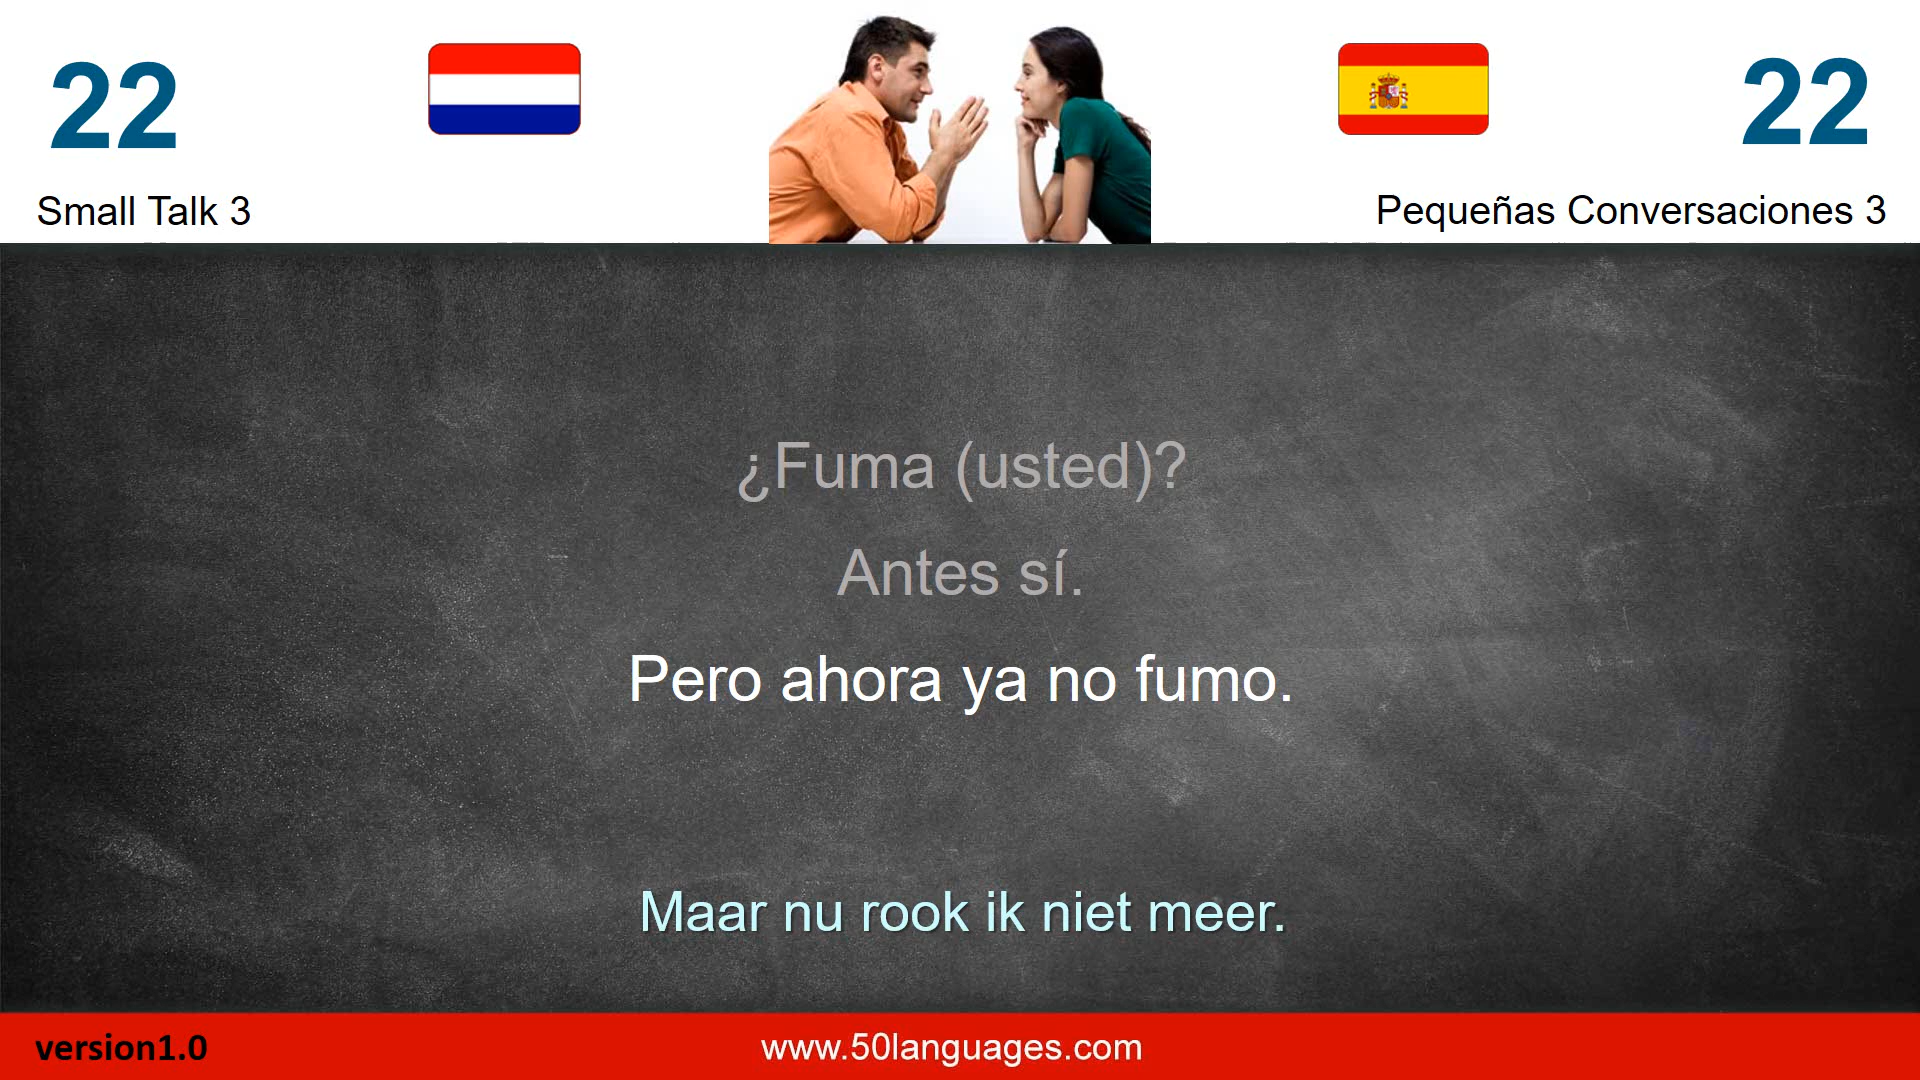 22
22
Small Talk 3
Pequeñas Conversaciones 3
¿Fuma (usted)?
Antes sí.
Pero ahora ya no fumo.
Maar nu rook ik niet meer.
version1.0
www.50languages.com